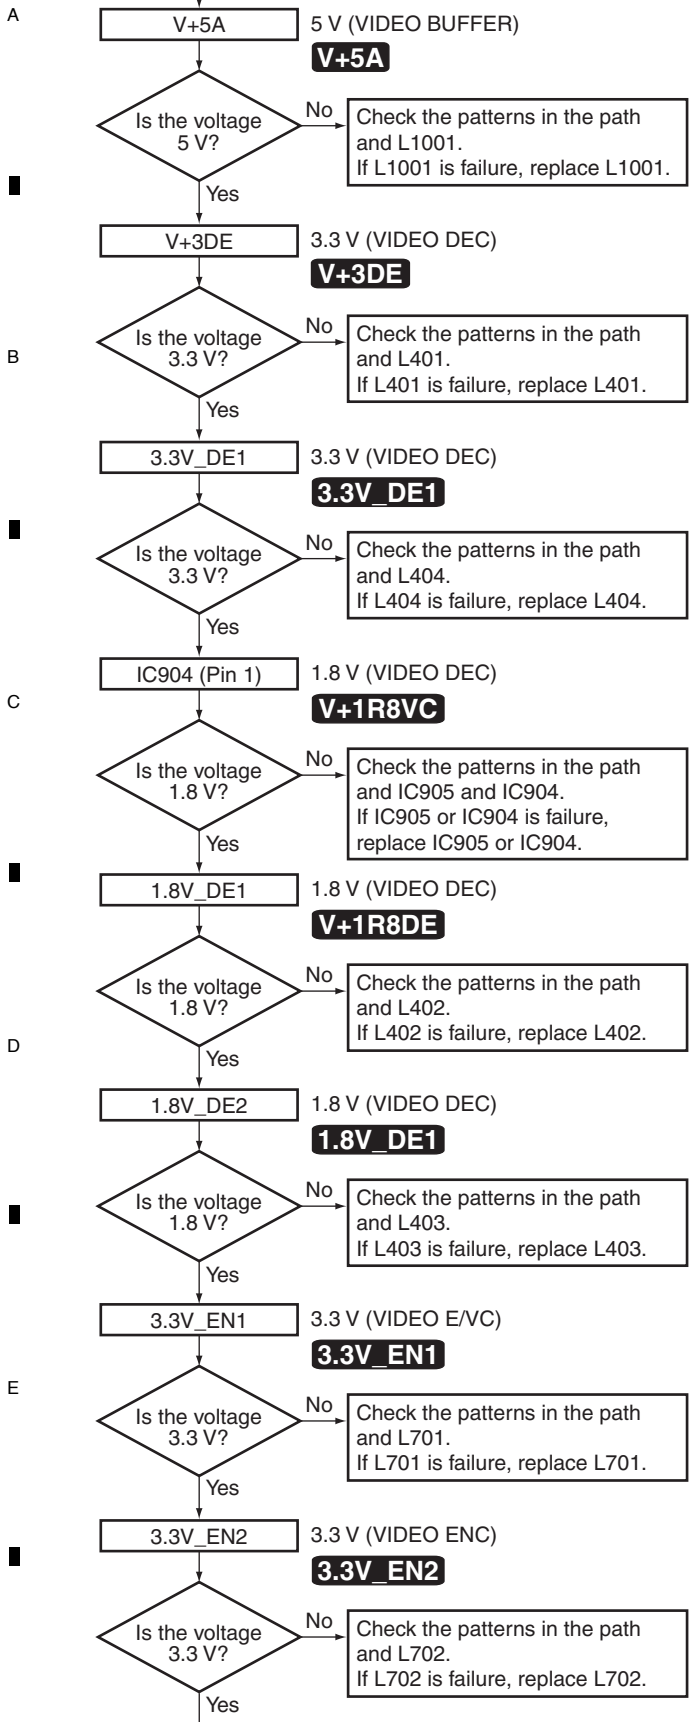 A
V+5A
5 V (VIDEO BUFFER)
V+5A
Is the voltage
5 V?
No
Check the patterns in the path
and L1001.
If L1001 is failure, replace L1001.
Yes
V+3DE
3.3 V (VIDEO DEC)
V+3DE
B
Is the voltage
3.3 V?
No
Check the patterns in the path
and L401.
If L401 is failure, replace L401.
Yes
3.3V_DE1
3.3 V (VIDEO DEC)
3.3V_DE1
Is the voltage
3.3 V?
No
Check the patterns in the path
and L404.
If L404 is failure, replace L404.
Yes
IC904 (Pin 1)
1.8 V (VIDEO DEC)
C
V+1R8VC
Is the voltage
1.8 V?
No
Check the patterns in the path
and IC905 and IC904.
If IC905 or IC904 is failure,
replace IC905 or IC904.
Yes
1.8V_DE1
1.8 V (VIDEO DEC)
V+1R8DE
Is the voltage
1.8 V?
No
Check the patterns in the path
and L402.
If L402 is failure, replace L402.
D
Yes
1.8V_DE2
1.8 V (VIDEO DEC)
1.8V_DE1
Is the voltage
1.8 V?
No
Check the patterns in the path
and L403.
If L403 is failure, replace L403.
Yes
3.3V_EN1
3.3 V (VIDEO E/VC)
3.3V_EN1
E
Is the voltage
3.3 V?
No
Check the patterns in the path
and L701.
If L701 is failure, replace L701.
Yes
3.3V_EN2
3.3 V (VIDEO ENC)
3.3V_EN2
Is the voltage
3.3 V?
No
Check the patterns in the path
and L702.
If L702 is failure, replace L702.
Yes